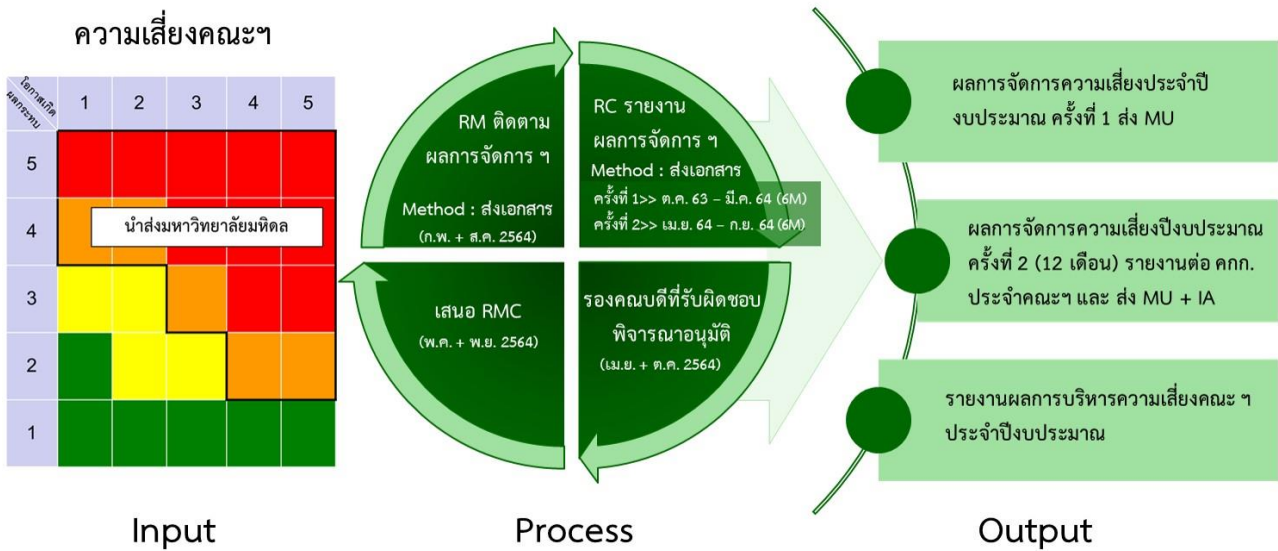 ความเสี่ยงคณะฯ
โอกาสเกิด
ผลกระทบ
1 2 3 4 5
5
4
นำส่งมหาวิทยาลัยมหิดล
3
2
1
Input
RM ติดตาม
ผลการจัดการ ฯ
Method : ส่งเอกสาร
(ก.พ. + ส.ค. 2564)
RC รายงาน
ผลการจัดการ ฯ
Method : ส่งเอกสาร
ครั้งที่ 1>> ต.ค. 63 – มี.ค. 64 (6M)
ครั้งที่ 2>> เม.ย. 64 – ก.ย. 64 (6M)
เสนอ RMC
(พ.ค. + พ.ย. 2564)
รองคณบดีที่รับผิดชอบ
พิจารณาอนุมัติ
(เม.ย. + ต.ค. 2564)
Process
ผลการจัดการความเสี่ยงประจำปี
งบประมาณ ครั้งที่ 1 ส่ง MU
ผลการจัดการความเสี่ยงปีงบประมาณ
ครั้งที่ 2 (12 เดือน) รายงานต่อ คกก.
ประจำคณะฯ และ ส่ง MU + IA
รายงานผลการบริหารความเสี่ยงคณะ ฯ
ประจำปีงบประมาณ
Output